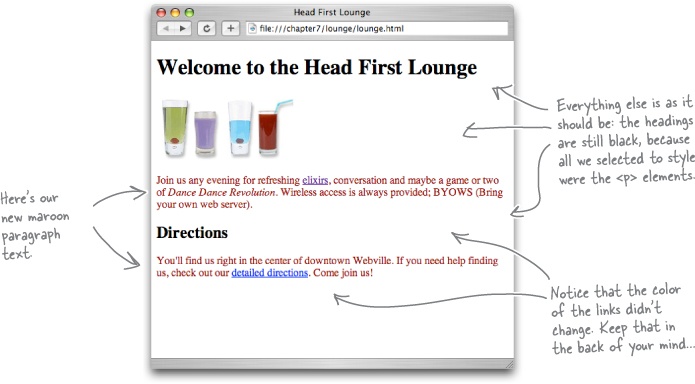 Head First Lounge
file:///chapter7/lounge/lounge.html
Welcome to the Head First Lounge
Join us any evening for refreshing elixirs, conversation and maybe a game or two
of Dance Dance Revolution. Wireless access is always provided; BYOWS (Bring
your own web server).
Directions
You'll find us right in the center of downtown Webville. If you need help finding
us, check out our detailed directions. Come join us!
Here's our
new maroon
paragraph
text.
Everything else is as it
should be: the headings
are still black, because
all we selected to style
were the <p> elements.
Notice that the color
of the links didn't
change. Keep that in
the back of your mind...